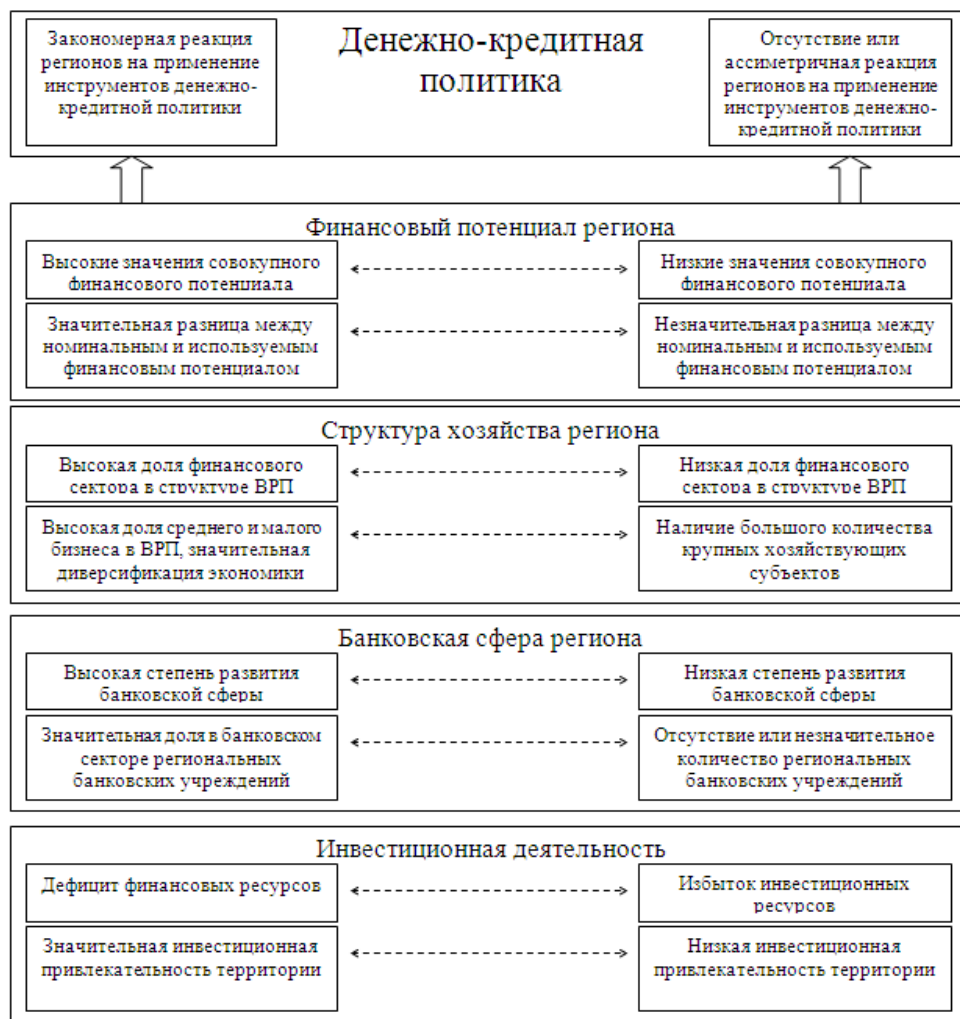 Закономерная реакция
регионов на применение
инструментов денежно-
кредитной политики
Денежно-кредитная
политика
Отсутствие или
ассиметричная реакция
регионов на применение
инструментов денежно-
кредитной политики
Финансовый потенциал региона
Высокие значения совокупного
финансового потенциала
Низкие значения совокупного
финансового потенциала
Значительная разница между
номинальным и используемым
финансовым потенциалом
Незначительная разница между
номинальным и используемым
финансовым потенциалом
Структура хозяйства региона
Высокая доля финансового
сектора в структуре ВРП
Низкая доля финансового
сектора в структуре ВРП
Высокая доля среднего и малого
бизнеса в ВРП, значительная
диверсификация экономики
Наличие большого количества
крупных хозяйствующих
субъектов
Банковская сфера региона
Высокая степень развития
банковской сферы
Низкая степень развития
банковской сферы
Значительная доля в банковском
секторе региональных
банковских учреждений
Отсутствие или незначительное
количество региональных
банковских учреждений
Инвестиционная деятельность
Дефицит финансовых ресурсов
Избыток инвестиционных
ресурсов
Значительная инвестиционная
привлекательность территории
Низкая инвестиционная
привлекательность территории